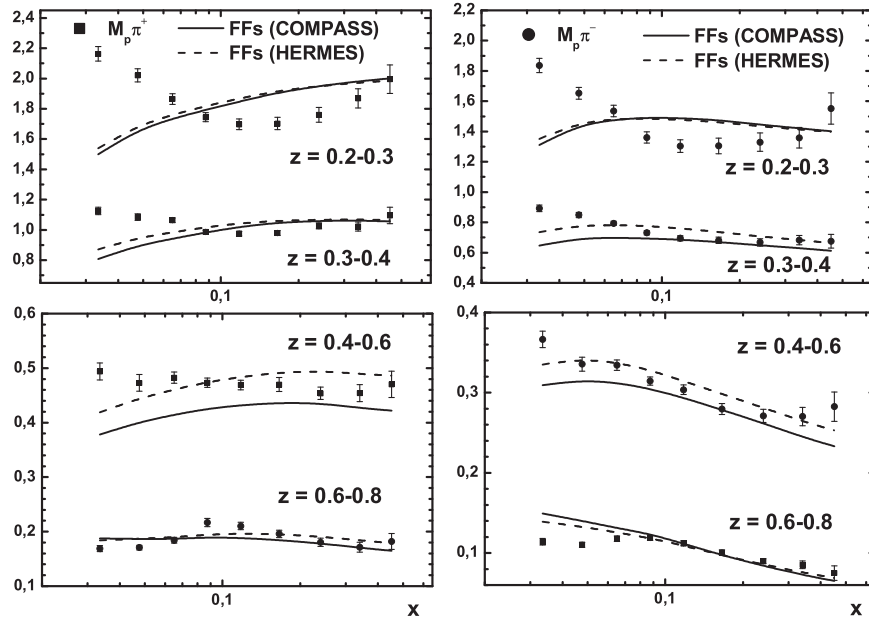 2,2
2,0
1,8
1,6
1,4
1,2
1,0
0,8
M_pπ⁺
FFs (COMPASS)
FFs (HERMES)
z = 0.2-0.3
z = 0.3-0.4
0,1
2,2
2,0
1,8
1,6
1,4
1,2
1,0
0,8
0,6
0,4
M_pπ⁻
FFs (COMPASS)
FFs (HERMES)
z = 0.2-0.3
z = 0.3-0.4
0,1
0,6
0,5
0,4
0,3
0,2
0,1
z = 0.4-0.6
z = 0.6-0.8
0,1
x
0,4
0,3
0,2
0,1
z = 0.4-0.6
z = 0.6-0.8
0,1
x